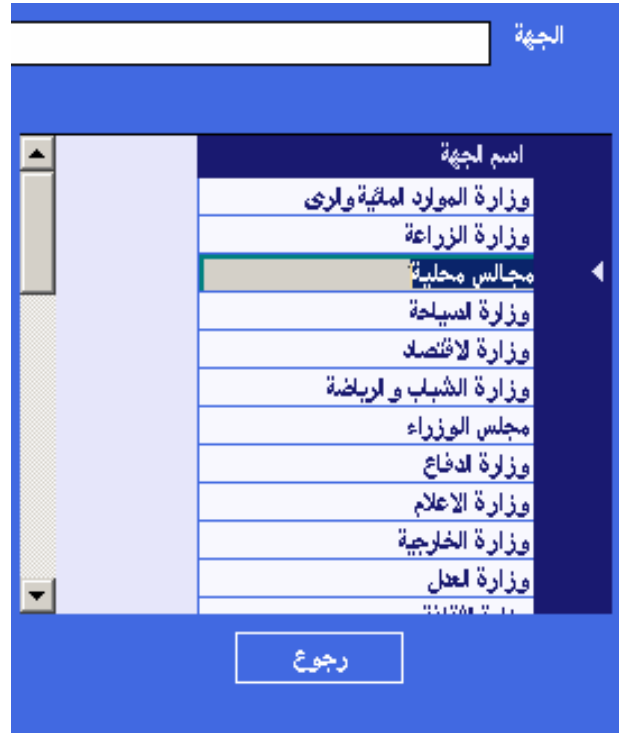 الجهة
اسم الجهة
وزارة الموارد المائية والرى
وزارة الزراعة
مجالس محلية
وزارة السياحة
وزارة الاقتصاد
وزارة الشباب و الرياضة
مجلس الوزراء
وزارة الدفاع
وزارة الاعلام
وزارة الخارجية
وزارة العدل
رجوع